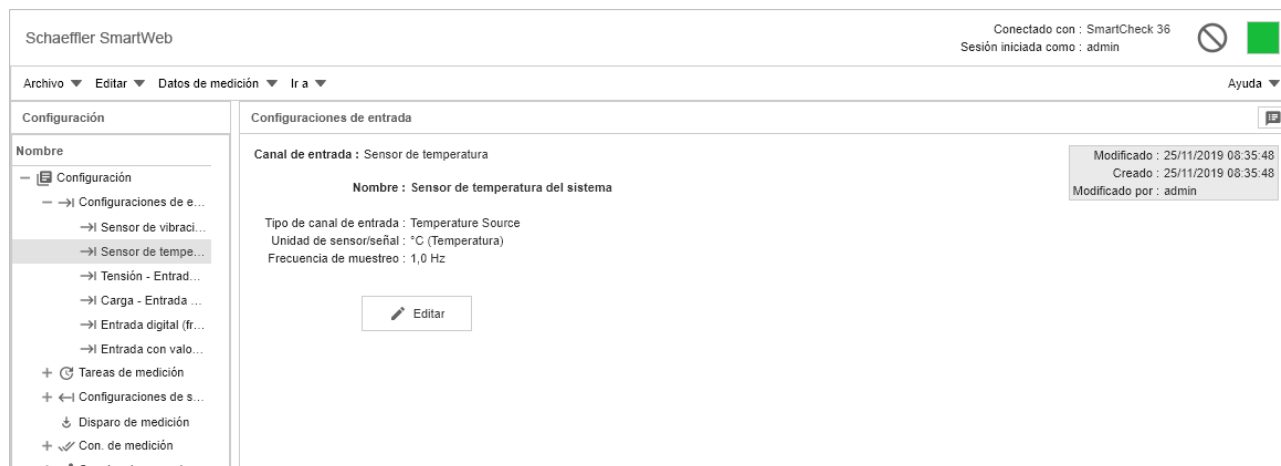 Schaeffler SmartWeb
Conectado con : SmartCheck 36
Sesión iniciada como : admin
Archivo Editar Datos de medición Ir a Ayuda
Configuración
Nombre
Configuración
Configuraciones de e...
Sensor de vibraci...
Sensor de tempe...
Tensión - Entrad...
Carga - Entrada ...
Entrada digital (fr...
Entrada con valo...
Tareas de medición
Configuraciones de s...
Disparo de medición
Con. de medición
Configuraciones de entrada
Canal de entrada : Sensor de temperatura
Nombre : Sensor de temperatura del sistema
Tipo de canal de entrada : Temperature Source
Unidad de sensor/señal : °C (Temperatura)
Frecuencia de muestreo : 1,0 Hz
Editar
Modificado : 25/11/2019 08:35:48
Creado : 25/11/2019 08:35:48
Modificado por : admin